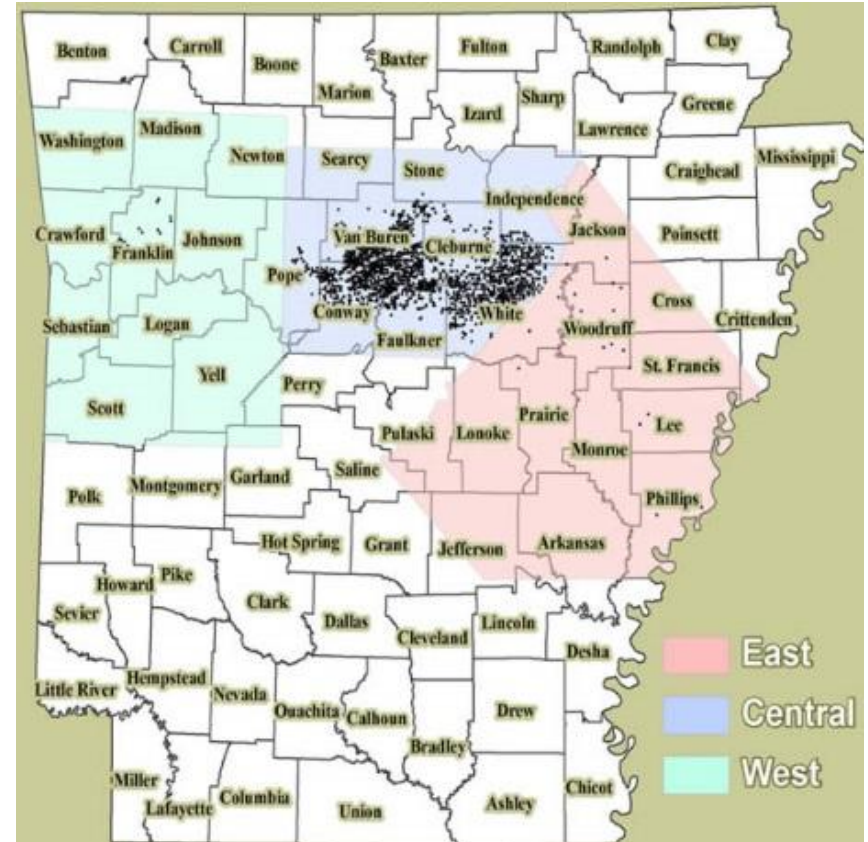 Benton
Carroll
Boone
Marion
Baxter
Fulton
Izard
Sharp
Randolph
Clay
Greene
Lawrence
Washington
Madison
Newton
Searcy
Stone
Independence
Craighead
Mississippi
Crawford
Franklin
Johnson
Pope
Van Buren
Cleburne
Jackson
Poinsett
Sebastian
Logan
Conway
Faulkner
White
Woodruff
Cross
Crittenden
Scott
Yell
Perry
St. Francis
Pulaski
Lonoke
Prairie
Monroe
Lee
Polk
Montgomery
Garland
Saline
Phillips
Hot Spring
Grant
Jefferson
Arkansas
Howard
Pike
Sevier
Clark
Dallas
Cleveland
Lincoln
Desha
Little River
Hempstead
Nevada
Ouachita
Calhoun
Bradley
Drew
Miller
Lafayette
Columbia
Union
Ashley
Chicot
East
Central
West